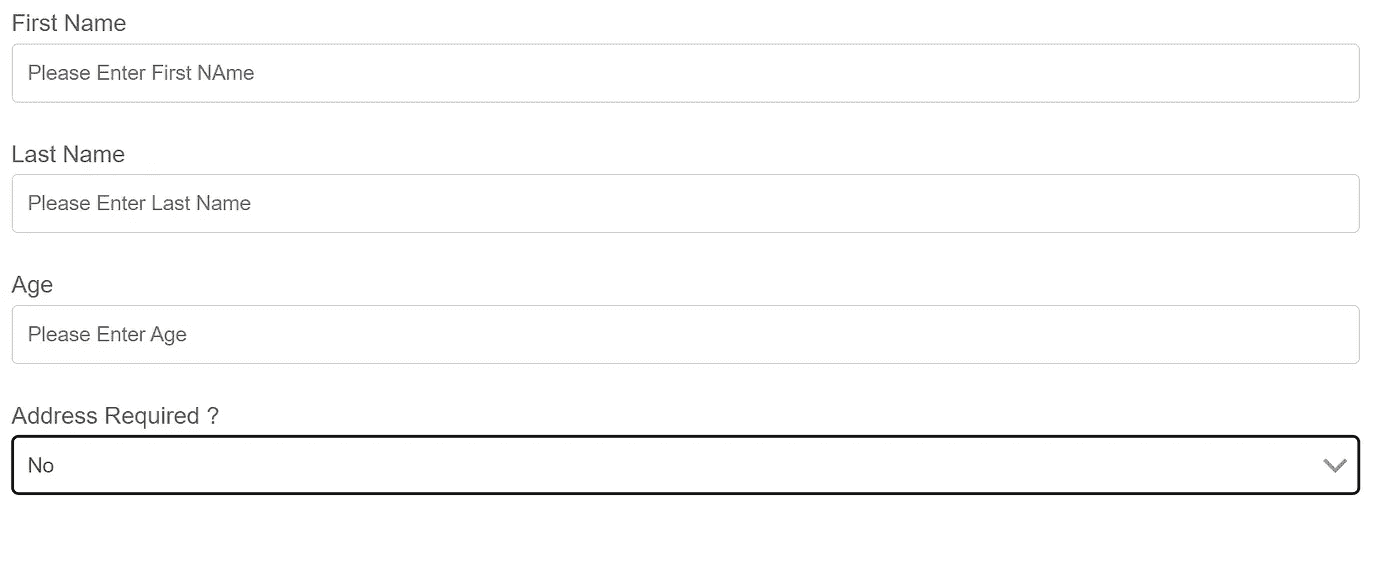 First Name
Please Enter First NAme
Last Name
Please Enter Last Name
Age
Please Enter Age
Address Required ?
No